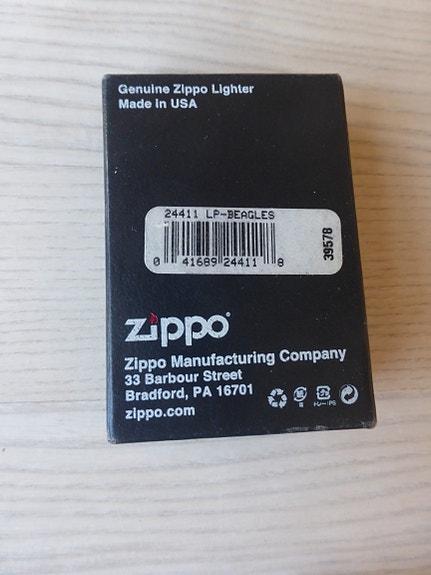 Genuine Zippo Lighter
Made in USA
24411 LP-BEAGLES
0 41689 24411 8
39578
zippo®
Zippo Manufacturing Company
33 Barbour Street
Bradford, PA 16701
zippo.com